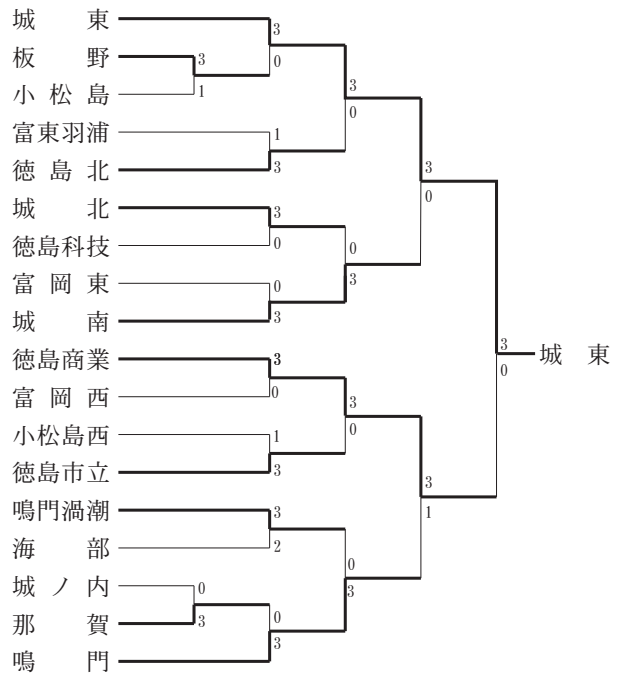 城東
3
板野
3
0
小松島
1
3
0
富東羽浦
1
徳島北
3
3
0
城北
3
徳島科技
0
0
3
富岡東
0
城南
3
3
0
城東
徳島商業
3
富岡西
0
3
0
小松島西
1
徳島市立
3
3
1
鳴門渦潮
3
海部
2
0
3
城ノ内
0
那賀
3
0
3
鳴門